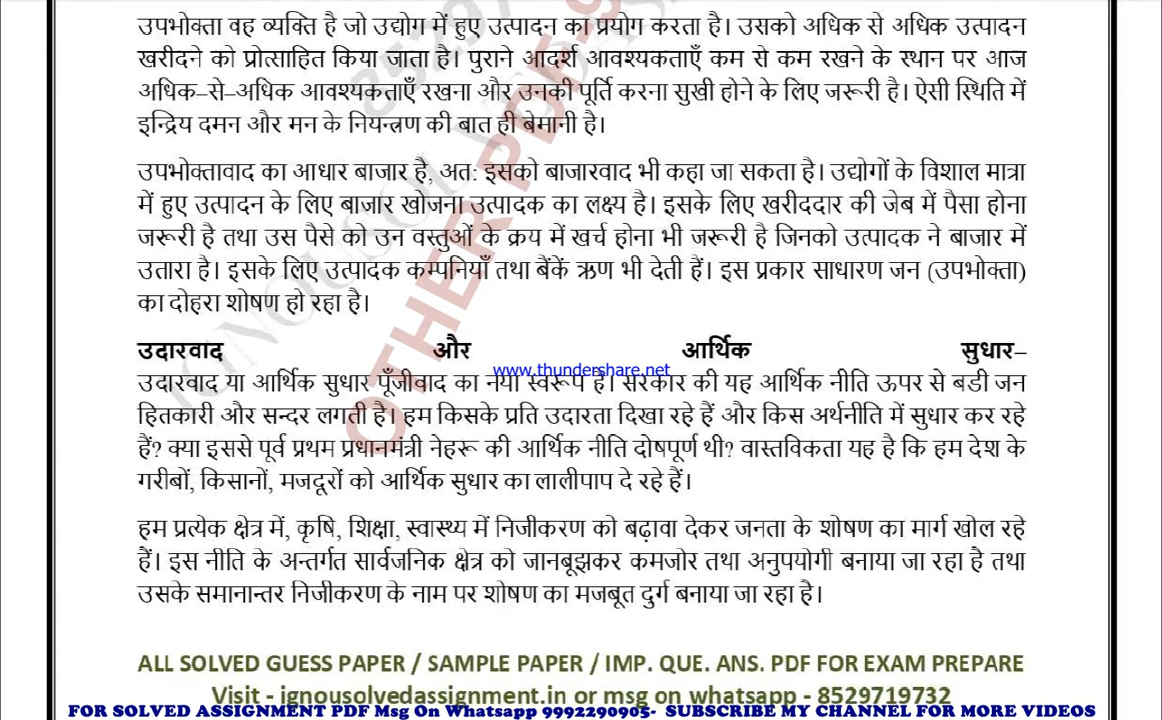 उपभोक्ता वह व्यक्ति है जो उद्योग में हुए उत्पादन का प्रयोग करता है। उसको अधिक से अधिक उत्पादन
खरीदने को प्रोत्साहित किया जाता है। पुराने आदर्श आवश्यकताएँ कम से कम रखने के स्थान पर आज
अधिक–से–अधिक आवश्यकताएँ रखना और उनकी पूर्ति करना सुखी होने के लिए जरूरी है। ऐसी स्थिति में
इन्द्रिय दमन और मन के नियन्त्रण की बात ही बेमानी है।
उपभोक्तावाद का आधार बाजार है, अत: इसको बाजारवाद भी कहा जा सकता है। उद्योगों के विशाल मात्रा
में हुए उत्पादन के लिए बाजार खोजना उत्पादक का लक्ष्य है। इसके लिए खरीददार की जेब में पैसा होना
जरूरी है तथा उस पैसे को उन वस्तुओं के क्रय में खर्च होना भी जरूरी है जिनको उत्पादक ने बाजार में
उतारा है। इसके लिए उत्पादक कम्पनियाँ तथा बैंकें ऋण भी देती हैं। इस प्रकार साधारण जन (उपभोक्ता)
का दोहरा शोषण हो रहा है।
उदारवाद और आर्थिक सुधार–
www.thundershare.net
उदारवाद या आर्थिक सुधार पूँजीवाद का नया स्वरूप है। सरकार की यह आर्थिक नीति ऊपर से बडी जन
हितकारी और सन्दर लगती है। हम किसके प्रति उदारता दिखा रहे हैं और किस अर्थनीति में सुधार कर रहे
हैं? क्या इससे पूर्व प्रथम प्रधानमंत्री नेहरू की आर्थिक नीति दोषपूर्ण थी? वास्तविकता यह है कि हम देश के
गरीबों, किसानों, मजदूरों को आर्थिक सुधार का लालीपाप दे रहे हैं।
हम प्रत्येक क्षेत्र में, कृषि, शिक्षा, स्वास्थ्य में निजीकरण को बढ़ावा देकर जनता के शोषण का मार्ग खोल रहे
हैं। इस नीति के अन्तर्गत सार्वजनिक क्षेत्र को जानबूझकर कमजोर तथा अनुपयोगी बनाया जा रहा है तथा
उसके समानान्तर निजीकरण के नाम पर शोषण का मजबूत दुर्ग बनाया जा रहा है।
ALL SOLVED GUESS PAPER / SAMPLE PAPER / IMP. QUE. ANS. PDF FOR EXAM PREPARE
Visit - ignousolvedassignment.in or msg on whatsapp - 8529719732
FOR SOLVED ASSIGNMENT PDF Msg On Whatsapp 9992290905- SUBSCRIBE MY CHANNEL FOR MORE VIDEOS